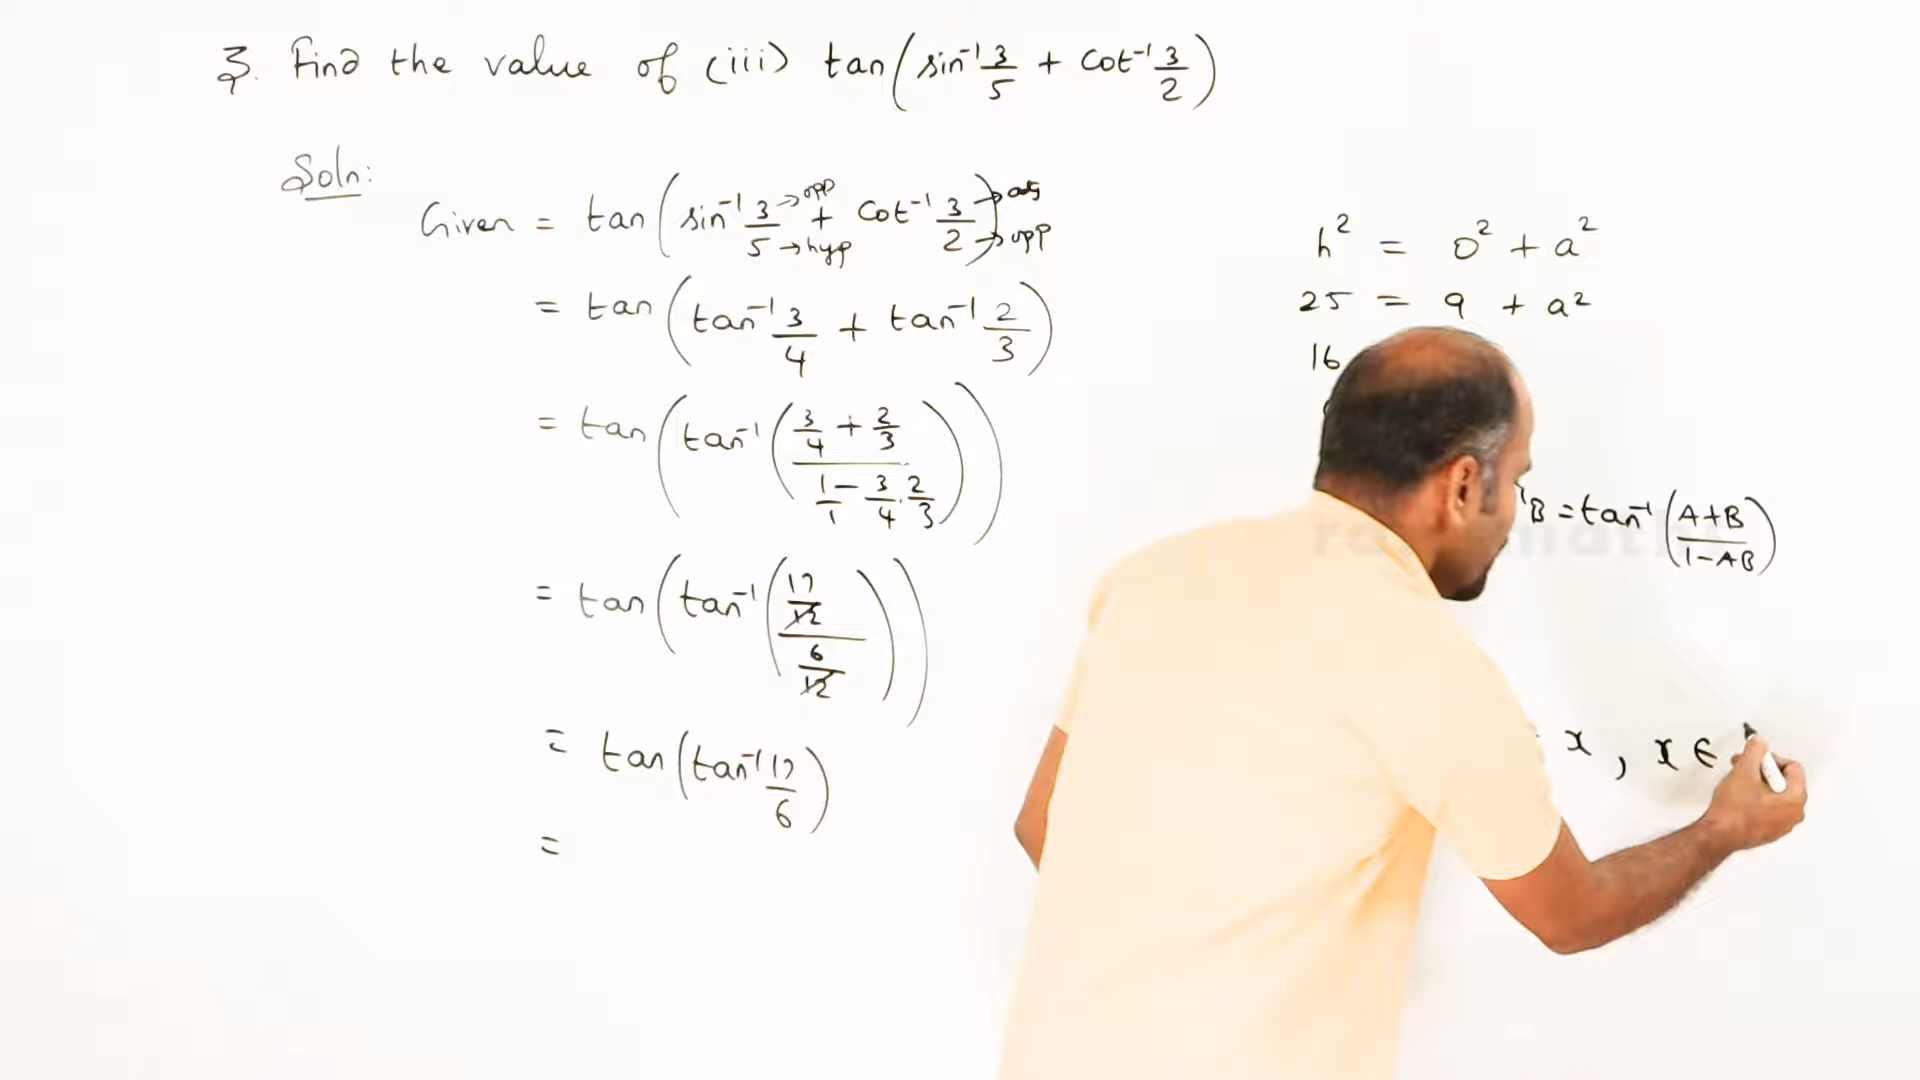 3. Find the value of (iii) tan(sin⁻¹ 3/5 + Cot⁻¹ 3/2)
Soln:
Given = tan(sin⁻¹ 3/5 + Cot⁻¹ 3/2)
→opp →hyp →adj →opp
= tan(tan⁻¹ 3/4 + tan⁻¹ 2/3)
= tan(tan⁻¹((3/4 + 2/3)/(1/1 − 3/4 · 2/3)))
= tan(tan⁻¹((17/12)/(6/12)))
= tan(tan⁻¹ 17/6)
=
h² = o² + a²
25 = 9 + a²
16
B = tan⁻¹((A+B)/(1−AB))
x , x ∈